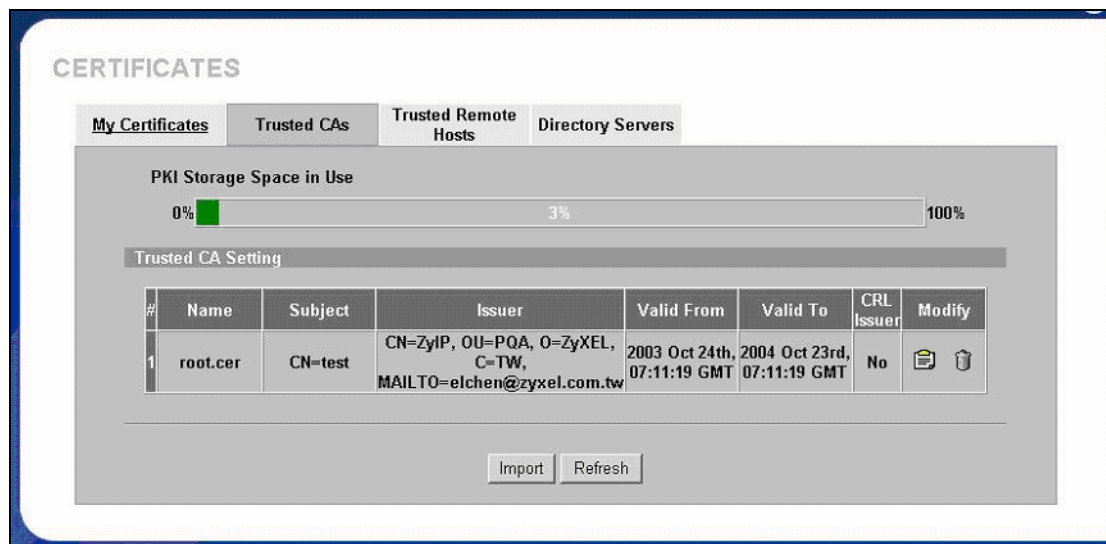 CERTIFICATES
My Certificates
Trusted CAs
Trusted Remote
Hosts
Directory Servers
PKI Storage Space in Use
0%
3%
100%
Trusted CA Setting
# Name Subject Issuer Valid From Valid To CRL Issuer Modify
1 root.cer CN=test CN=ZyIP, OU=PQA, O=ZyXEL, C=TW, MAILTO=elchen@zyxel.com.tw 2003 Oct 24th, 07:11:19 GMT 2004 Oct 23rd, 07:11:19 GMT No
Import
Refresh